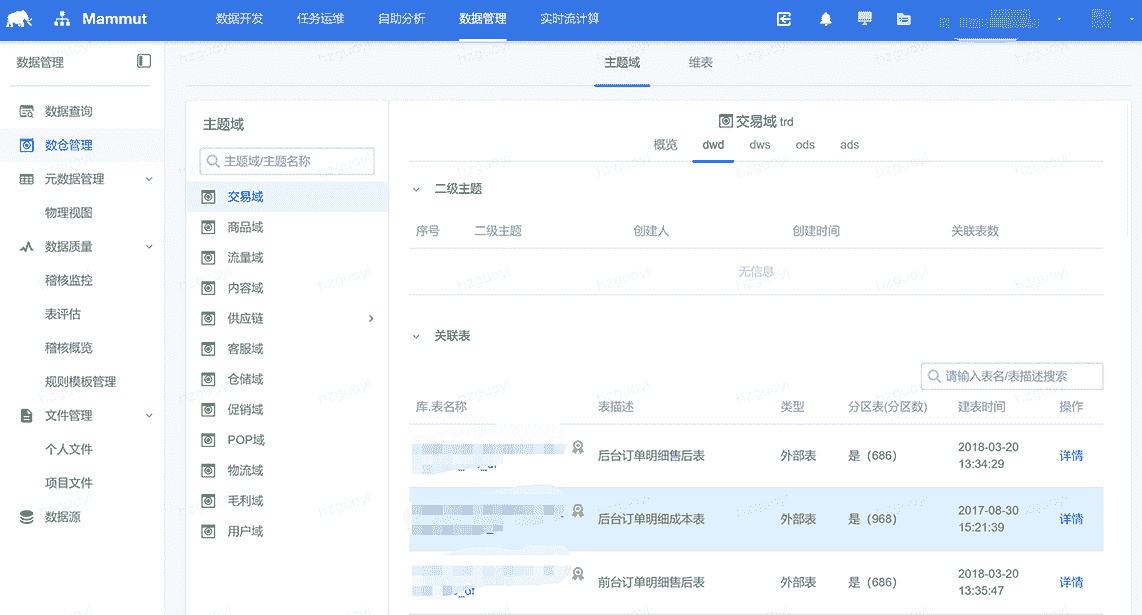 Mammut 数据开发 任务运维 自助分析 数据管理 实时流计算
数据管理
数据查询
数仓管理
元数据管理
物理视图
数据质量
稽核监控
表评估
稽核概览
规则模板管理
文件管理
个人文件
项目文件
数据源
主题域 维表
主题域
主题域/主题名称
交易域
商品域
流量域
内容域
供应链
客服域
仓储域
促销域
POP域
物流域
毛利域
用户域
交易域 trd
概览 dwd dws ods ads
二级主题
序号 二级主题 创建人 创建时间 关联表数
无信息
关联表
请输入表名/表描述搜索
库.表名称 表描述 类型 分区表(分区数) 建表时间 操作
后台订单明细售后表 外部表 是（686） 2018-03-20 13:34:29 详情
后台订单明细成本表 外部表 是（968） 2017-08-30 15:21:39 详情
前台订单明细售后表 外部表 是（686） 2018-03-20 13:35:47 详情
hzguoyi